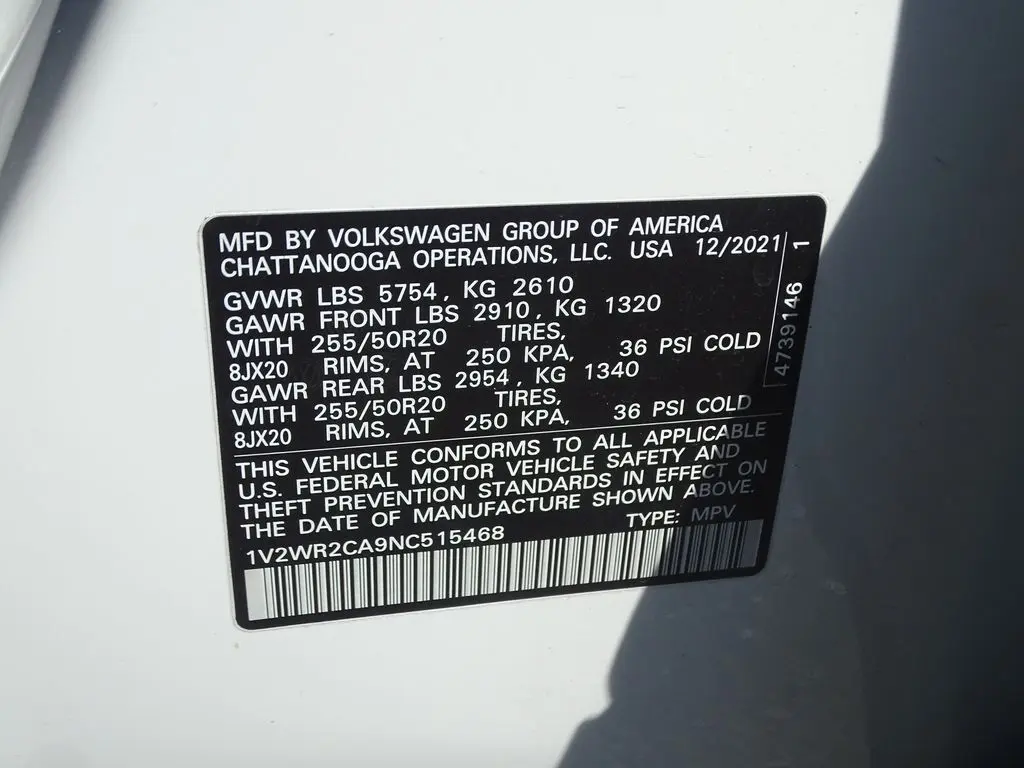 MFD BY VOLKSWAGEN GROUP OF AMERICA
CHATTANOOGA OPERATIONS, LLC. USA 12/2021
GVWR LBS 5754, KG 2610
GAWR FRONT LBS 2910, KG 1320
WITH 255/50R20 TIRES,
8JX20 RIMS, AT 250 KPA, 36 PSI COLD
GAWR REAR LBS 2954, KG 1340
WITH 255/50R20 TIRES,
8JX20 RIMS, AT 250 KPA, 36 PSI COLD
THIS VEHICLE CONFORMS TO ALL APPLICABLE
U.S. FEDERAL MOTOR VEHICLE SAFETY AND
THEFT PREVENTION STANDARDS IN EFFECT ON
THE DATE OF MANUFACTURE SHOWN ABOVE.
TYPE: MPV
1V2WR2CA9NC515468
4739146 1